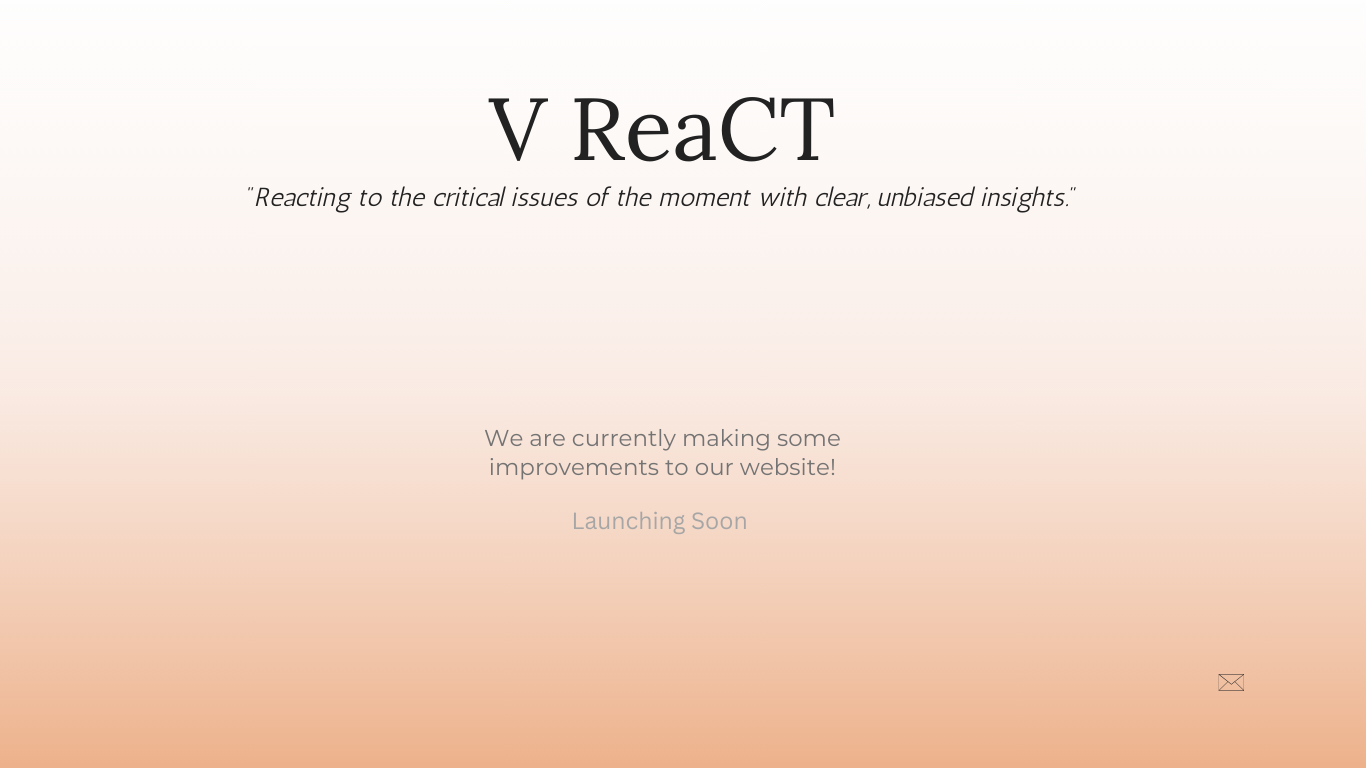 V ReaCT
"Reacting to the critical issues of the moment with clear, unbiased insights."
We are currently making some
improvements to our website!
Launching Soon